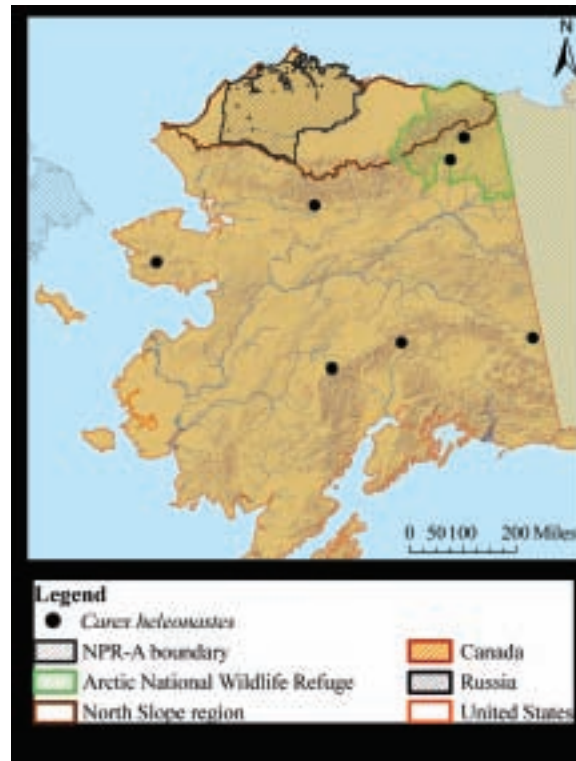 N
0 50 100 200 Miles
Legend
Carex heleonastes
NPR-A boundary
Arctic National Wildlife Refuge
North Slope region
Canada
Russia
United States